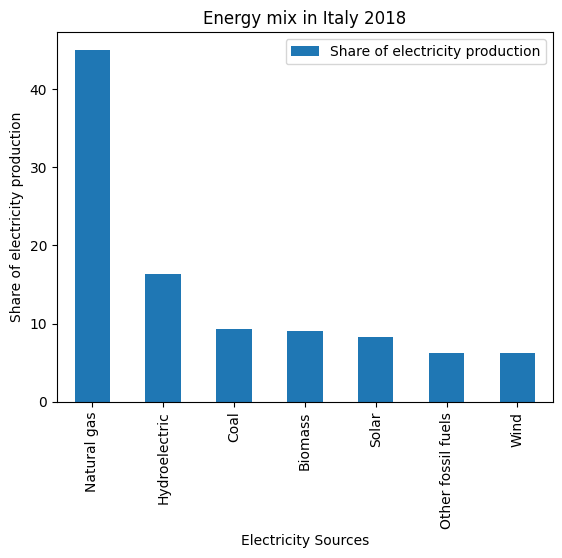 Energy mix in Italy 2018
Share of electricity production
Share of electricity production
40
30
20
10
0
Natural gas
Hydroelectric
Coal
Biomass
Solar
Other fossil fuels
Wind
Electricity Sources